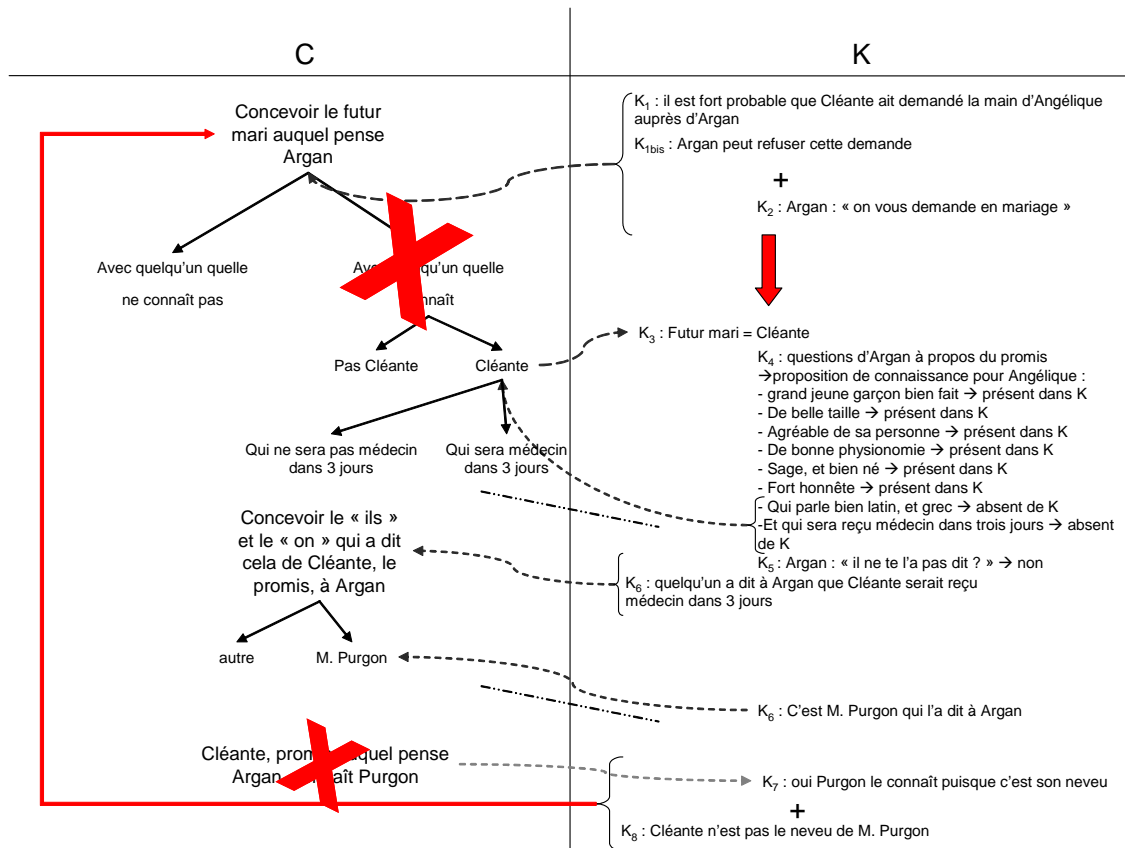 C
K
Concevoir le futur
mari auquel pense
Argan
Avec quelqu'un quelle
ne connaît pas
qu'un quelle
Pas Cléante
Cléante
Qui ne sera pas médecin
dans 3 jours
Qui sera médecin
dans 3 jours
Concevoir le « ils »
et le « on » qui a dit
cela de Cléante, le
promis, à Argan
autre
M. Purgon
Cléante,
pense
Argan
Purgon
K1 : il est fort probable que Cléante ait demandé la main d'Angélique
auprès d'Argan
K1bis : Argan peut refuser cette demande
+
K2 : Argan : « on vous demande en mariage »
K3 : Futur mari = Cléante
K4 : questions d'Argan à propos du promis
→proposition de connaissance pour Angélique :
- grand jeune garçon bien fait → présent dans K
- De belle taille → présent dans K
- Agréable de sa personne → présent dans K
- De bonne physionomie → présent dans K
- Sage, et bien né → présent dans K
- Fort honnête → présent dans K
- Qui parle bien latin, et grec → absent de K
-Et qui sera reçu médecin dans trois jours → absent
de K
K5 : Argan : « il ne te l'a pas dit ? » → non
K6 : quelqu'un a dit à Argan que Cléante serait reçu
médecin dans 3 jours
K6 : C'est M. Purgon qui l'a dit à Argan
K7 : oui Purgon le connaît puisque c'est son neveu
+
K8 : Cléante n'est pas le neveu de M. Purgon